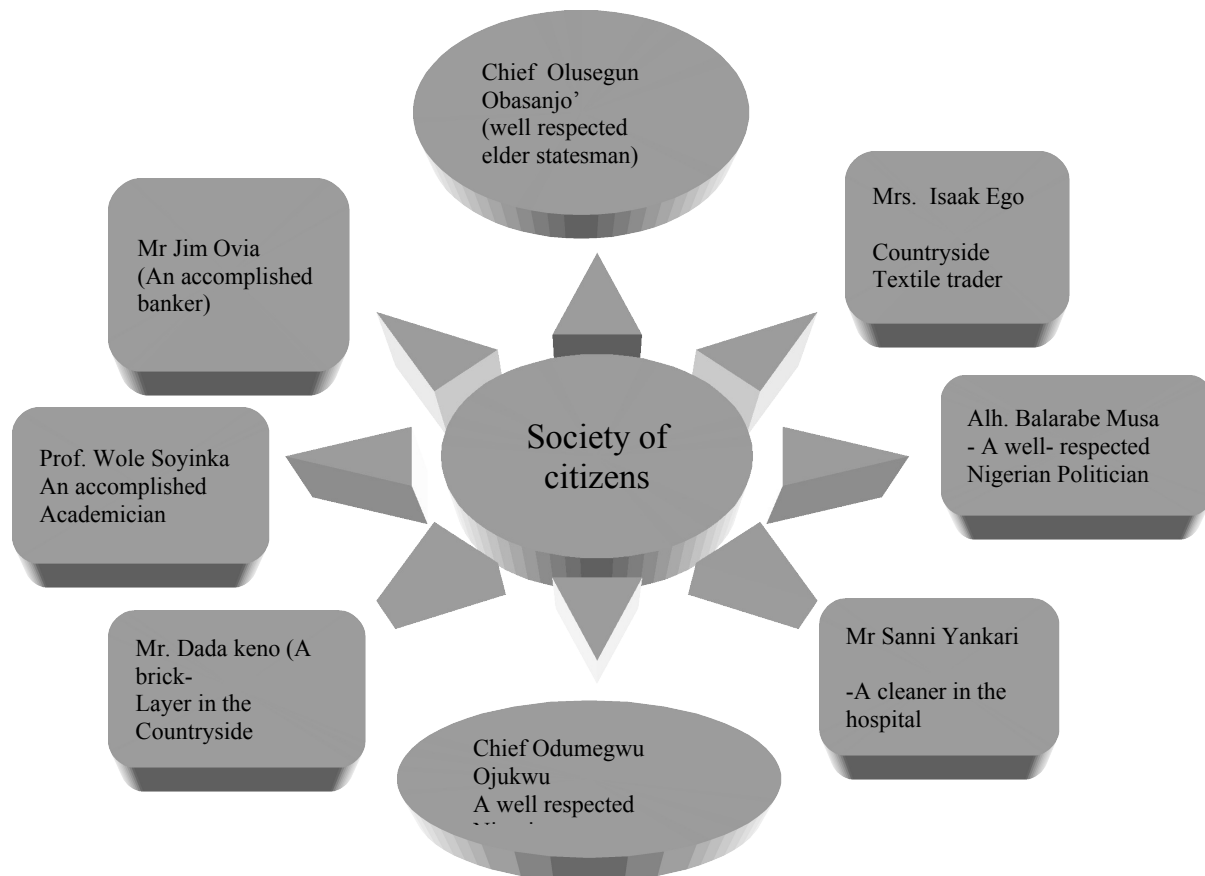 Chief Olusegun
Obasanjo’
(well respected
elder statesman)
Mrs. Isaak Ego
Countryside
Textile trader
Mr Jim Ovia
(An accomplished
banker)
Society of
citizens
Alh. Balarabe Musa
- A well- respected
Nigerian Politician
Prof. Wole Soyinka
An accomplished
Academician
Mr. Dada keno (A
brick-
Layer in the
Countryside
Mr Sanni Yankari
-A cleaner in the
hospital
Chief Odumegwu
Ojukwu
A well respected